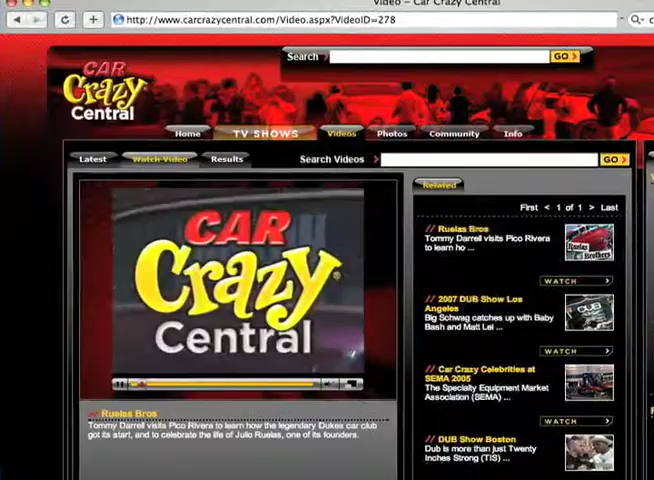 Video – Car Crazy Central
http://www.carcrazycentral.com/Video.aspx?VideoID=278
Search
GO
CAR
Crazy
Central
Home
TV SHOWS
Videos
Photos
Community
Info
Latest
Watch Video
Results
Search Videos
GO
CAR
Crazy
Central
Related
First < 1 of 1 > Last
// Ruelas Bros
Tommy Darrell visits Pico Rivera
to learn ho ...
Ruelas
Brothers
WATCH
// 2007 DUB Show Los
Angeles
Big Schwag catches up with Baby
Bash and Matt Lei ...
DUB
WATCH
// Car Crazy Celebrities at
SEMA 2005
The Specialty Equipment Market
Association (SEMA) ...
WATCH
// DUB Show Boston
Dub is more than just Twenty
Inches Strong (TIS) ...
// Ruelas Bros
Tommy Darrell visits Pico Rivera to learn how the legendary Dukes car club
got its start, and to celebrate the life of Julio Ruelas, one of its founders.